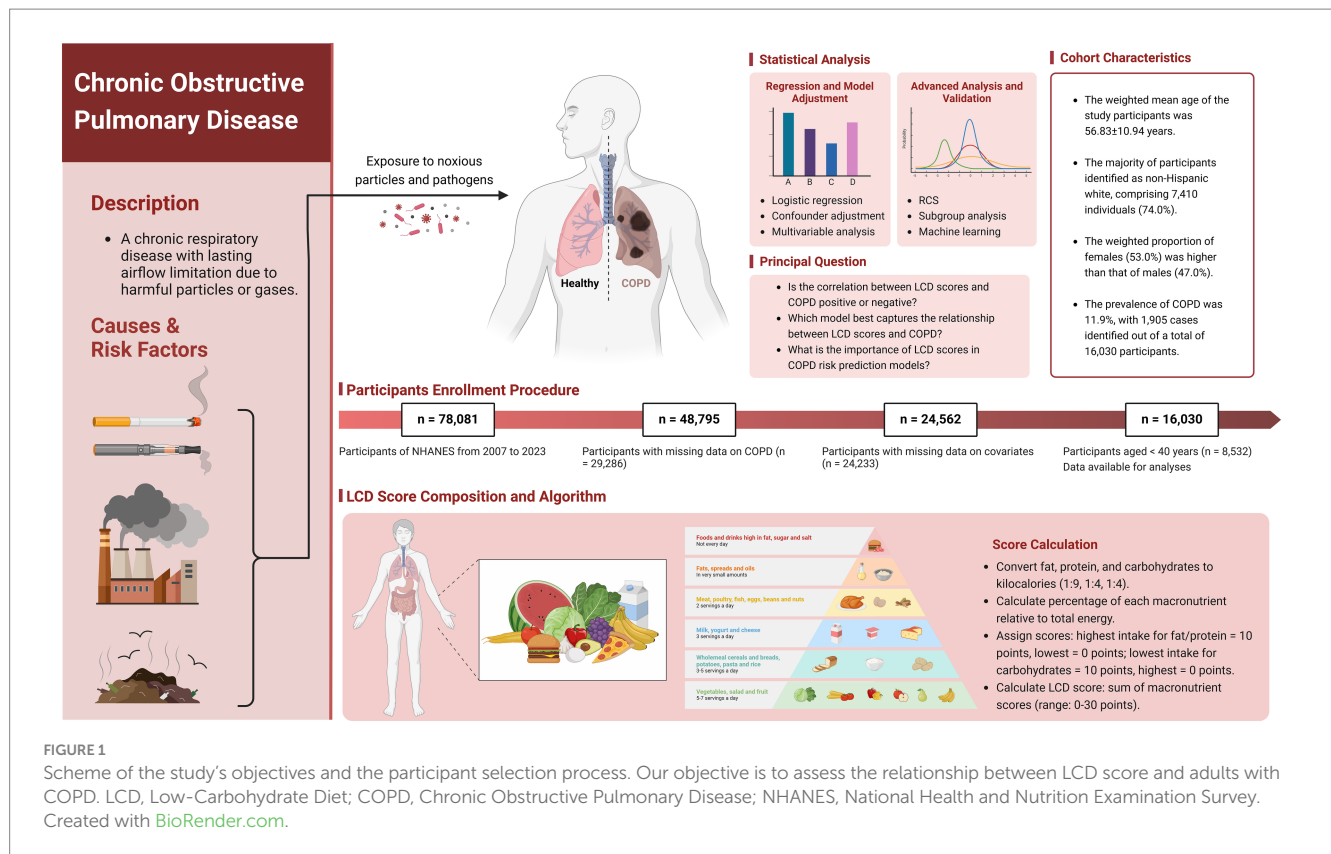 Chronic Obstructive
Pulmonary Disease
Description
• A chronic respiratory
disease with lasting
airflow limitation due to
harmful particles or gases.
Causes &
Risk Factors
Exposure to noxious
particles and pathogens
Healthy
COPD
Statistical Analysis
Regression and Model
Adjustment
A B C D
• Logistic regression
• Confounder adjustment
• Multivariable analysis
Advanced Analysis and
Validation
Probability
• RCS
• Subgroup analysis
• Machine learning
Principal Question
• Is the correlation between LCD scores and
COPD positive or negative?
• Which model best captures the relationship
between LCD scores and COPD?
• What is the importance of LCD scores in
COPD risk prediction models?
Cohort Characteristics
• The weighted mean age of the
study participants was
56.83±10.94 years.
• The majority of participants
identified as non-Hispanic
white, comprising 7,410
individuals (74.0%).
• The weighted proportion of
females (53.0%) was higher
than that of males (47.0%).
• The prevalence of COPD was
11.9%, with 1,905 cases
identified out of a total of
16,030 participants.
Participants Enrollment Procedure
n = 78,081
Participants of NHANES from 2007 to 2023
n = 48,795
Participants with missing data on COPD (n
= 29,286)
n = 24,562
Participants with missing data on covariates
(n = 24,233)
n = 16,030
Participants aged < 40 years (n = 8,532)
Data available for analyses
LCD Score Composition and Algorithm
Foods and drinks high in fat, sugar and salt
Not every day
Fats, spreads and oils
In very small amounts
Meat, poultry, fish, eggs, beans and nuts
2 servings a day
Milk, yogurt and cheese
3 servings a day
Wholemeal cereals and breads,
potatoes, pasta and rice
3-5 servings a day
Vegetables, salad and fruit
5-7 servings a day
Score Calculation
• Convert fat, protein, and carbohydrates to
kilocalories (1:9, 1:4, 1:4).
• Calculate percentage of each macronutrient
relative to total energy.
• Assign scores: highest intake for fat/protein = 10
points, lowest = 0 points; lowest intake for
carbohydrates = 10 points, highest = 0 points.
• Calculate LCD score: sum of macronutrient
scores (range: 0-30 points).
FIGURE 1
Scheme of the study's objectives and the participant selection process. Our objective is to assess the relationship between LCD score and adults with
COPD. LCD, Low-Carbohydrate Diet; COPD, Chronic Obstructive Pulmonary Disease; NHANES, National Health and Nutrition Examination Survey.
Created with BioRender.com.